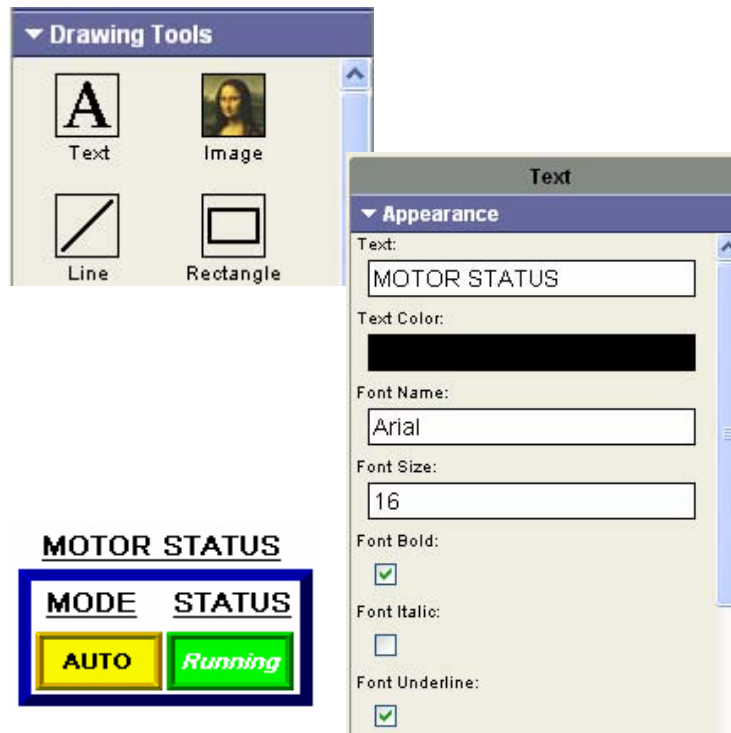 Drawing Tools
A
Text Image
Line Rectangle
Text
Appearance
Text:
MOTOR STATUS
Text Color:
Font Name:
Arial
Font Size:
16
Font Bold:
Font Italic:
Font Underline:
MOTOR STATUS
MODE STATUS
AUTO Running